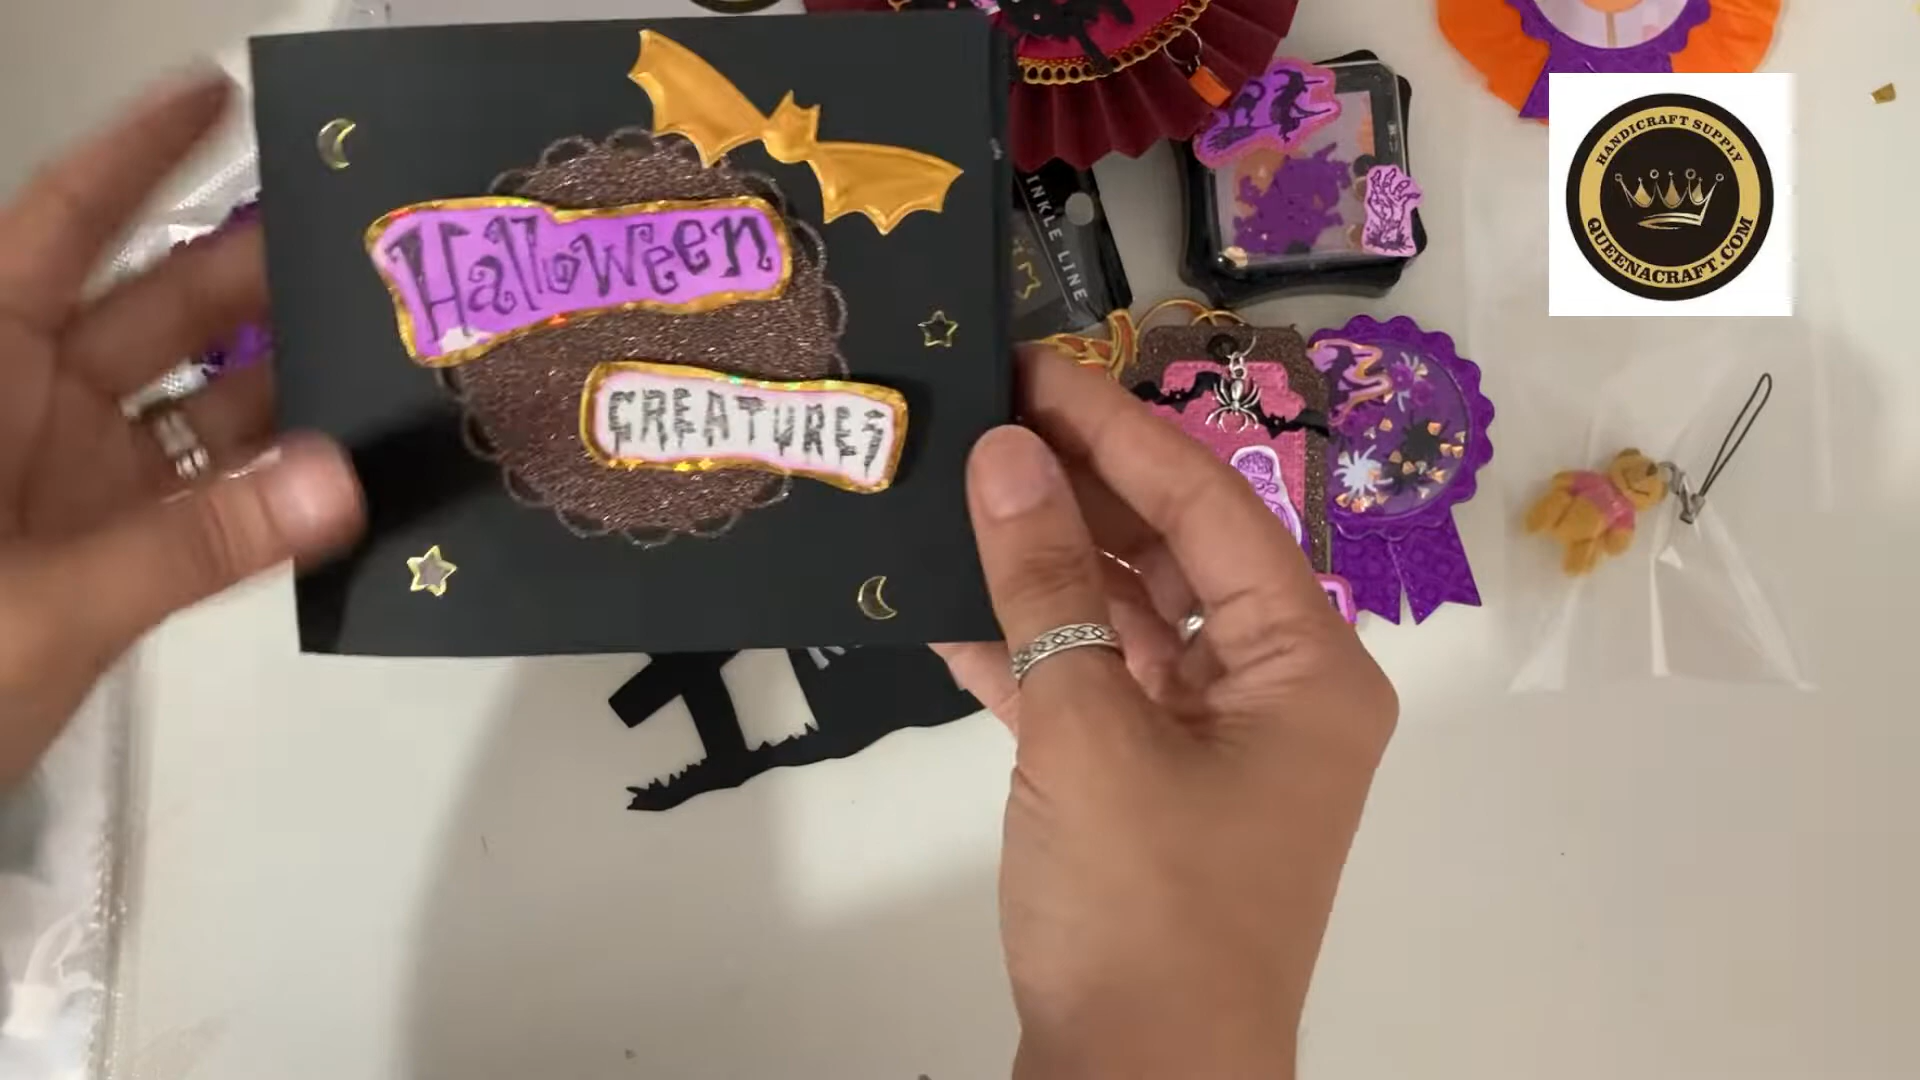 Halloween
CREATURES
INKLE LINE
HANDICRAFT SUPPLY
QUEENACRAFT.COM